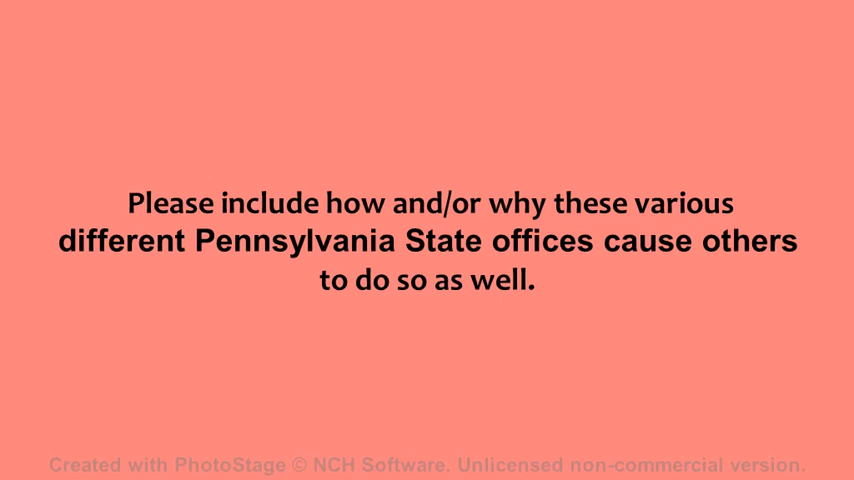 Please include how and/or why these various
different Pennsylvania State offices cause others
to do so as well.
Created with PhotoStage © NCH Software. Unlicensed non-commercial version.